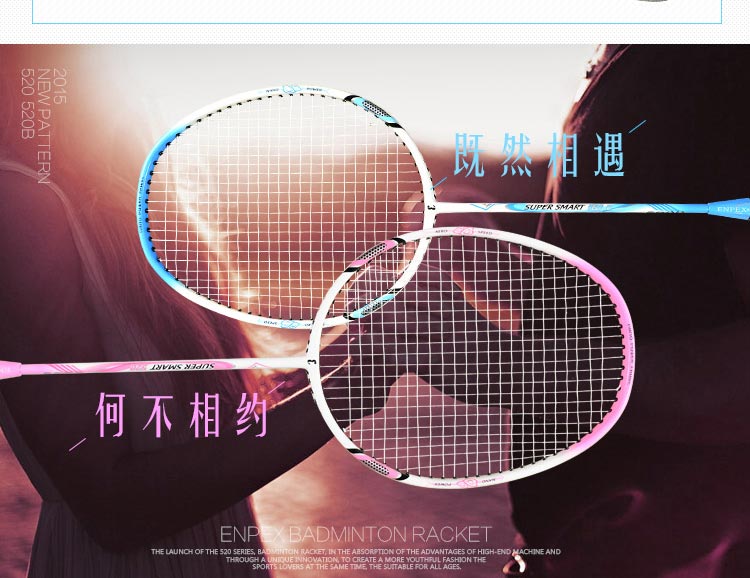 2015
NEW PATTERN
520 520B
既然相遇
SUPER SMART
ENPEX
SUPER SMART
何不相约
ENPEX BADMINTON RACKET
THE LAUNCH OF THE 520 SERIES, BADMINTON RACKET, IN THE ABSORPTION OF THE ADVANTAGES OF HIGH-END MACHINE AND
THROUGH A UNIQUE INNOVATION, TO CREATE A MORE YOUTHFUL FASHION THE
SPORTS LOVERS AT THE SAME TIME, THE SUITABLE FOR ALL AGES.